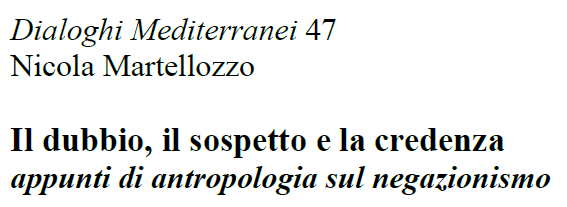 Dialoghi Mediterranei 47
Nicola Martellozzo
Il dubbio, il sospetto e la credenza
appunti di antropologia sul negazionismo